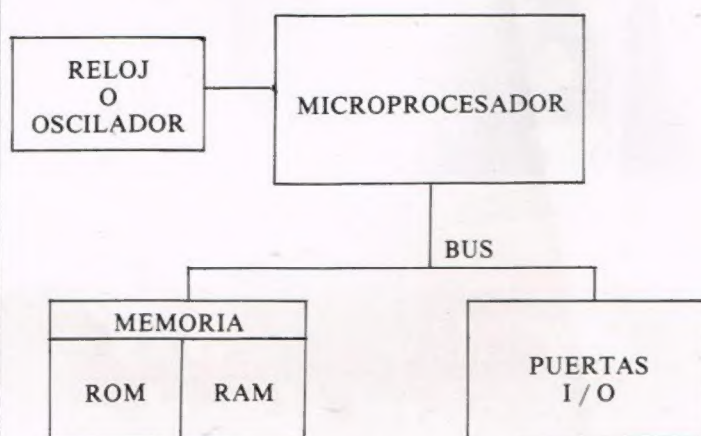 RELOJ
O
OSCILADOR
MICROPROCESADOR
BUS
MEMORIA
ROM
RAM
PUERTAS
I / O